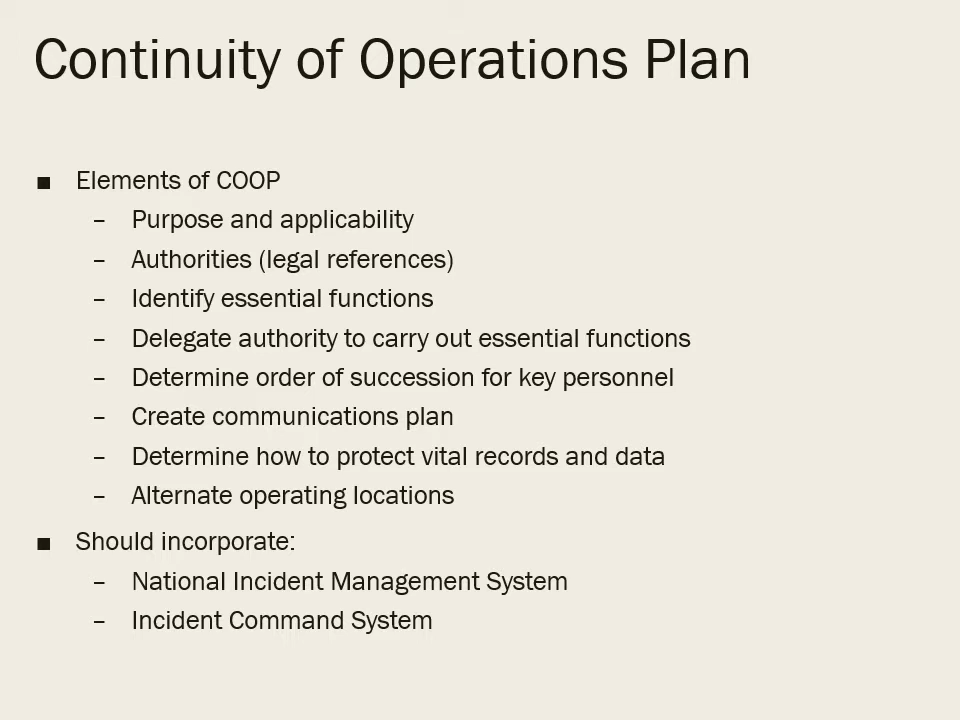 Continuity of Operations Plan
■ Elements of COOP
– Purpose and applicability
– Authorities (legal references)
– Identify essential functions
– Delegate authority to carry out essential functions
– Determine order of succession for key personnel
– Create communications plan
– Determine how to protect vital records and data
– Alternate operating locations
■ Should incorporate:
– National Incident Management System
– Incident Command System